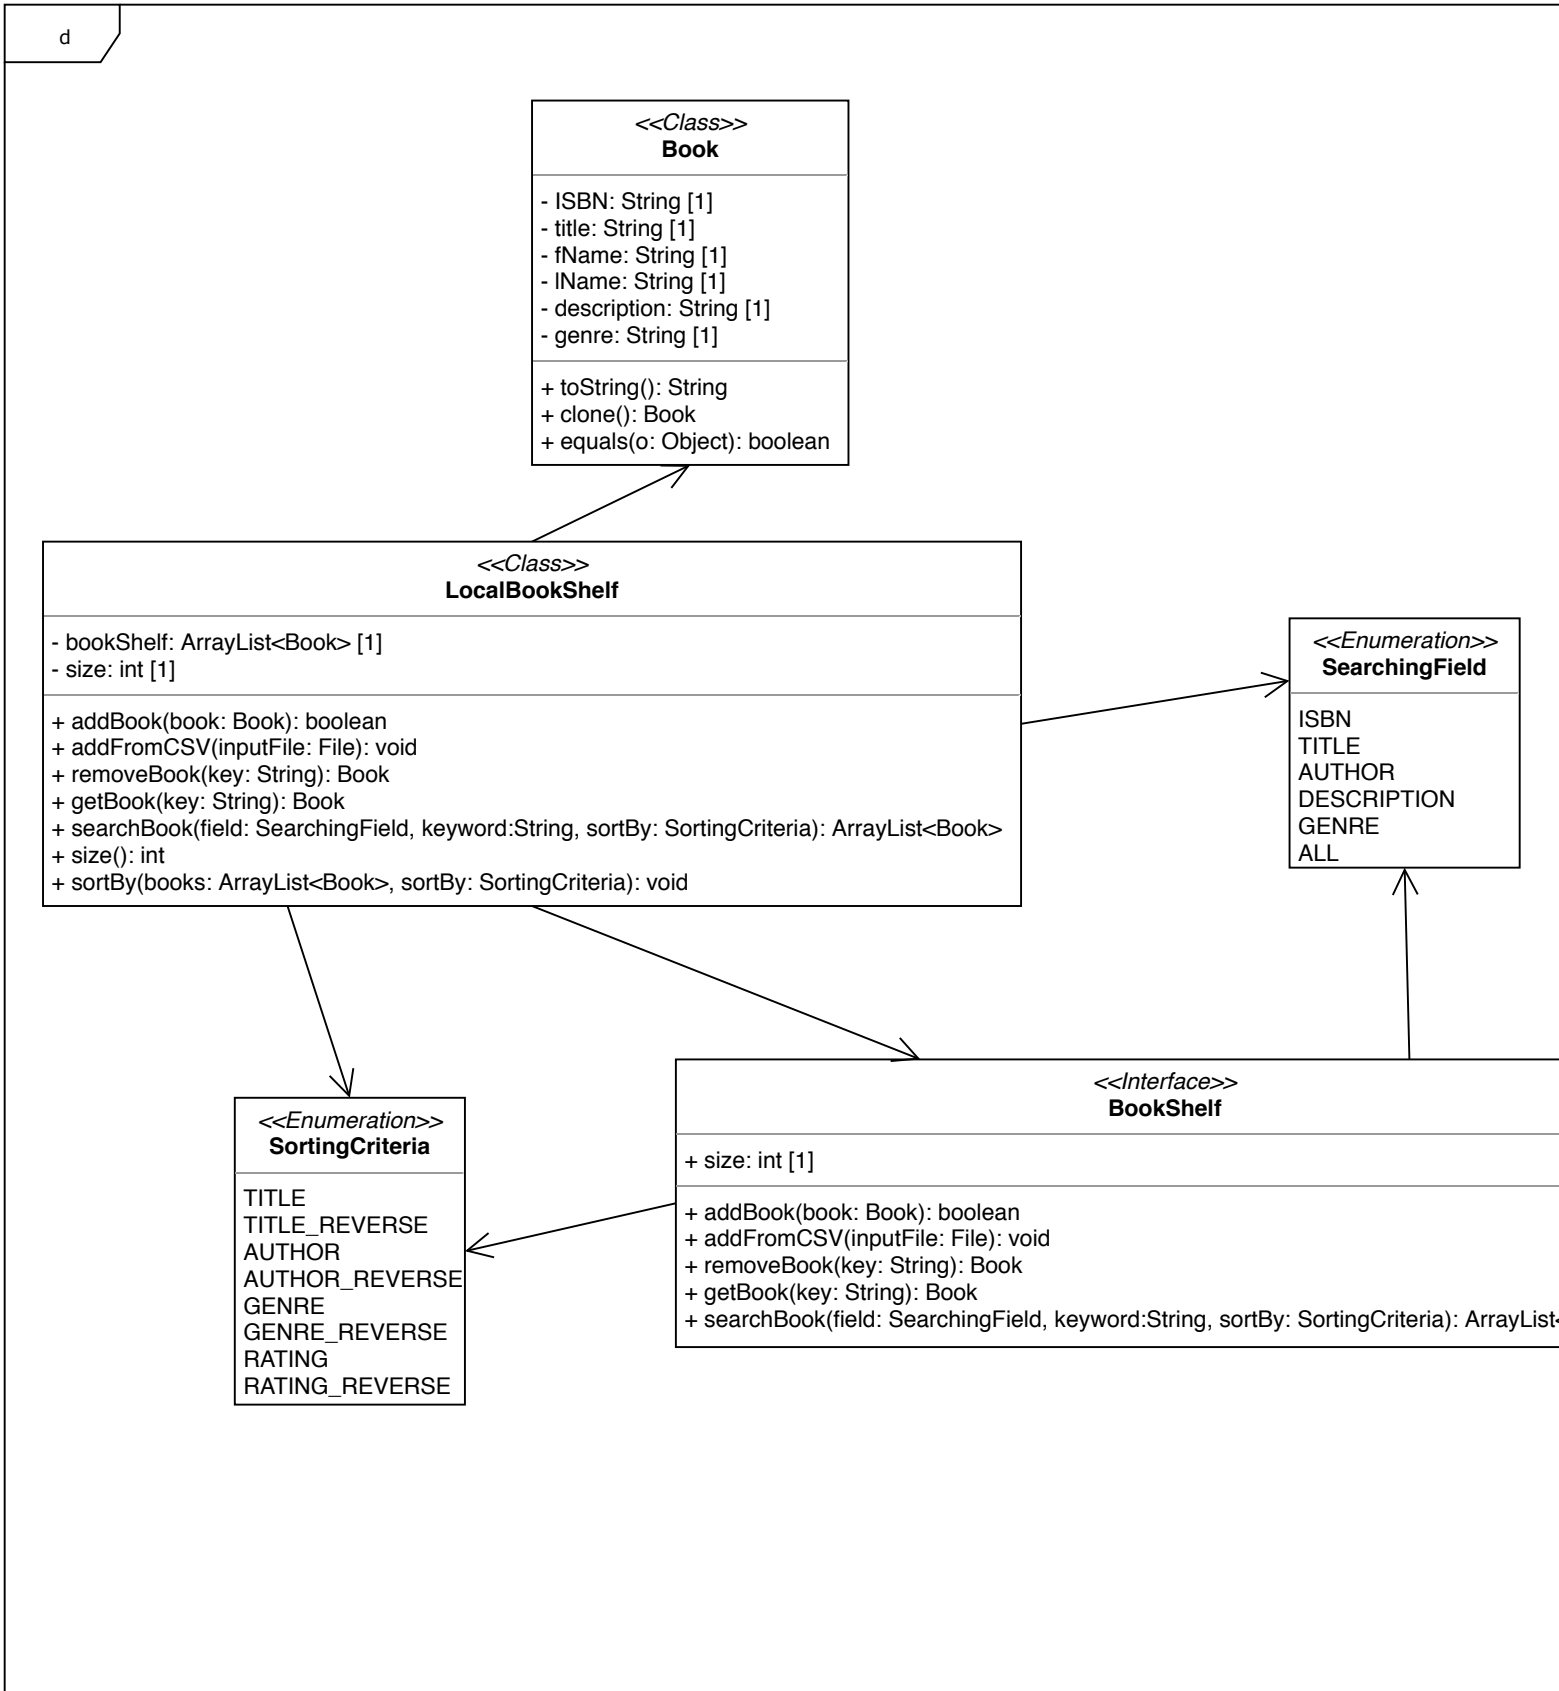 d
<<Class>>
Book
- ISBN: String [1]
- title: String [1]
- fName: String [1]
- lName: String [1]
- description: String [1]
- genre: String [1]
+ toString(): String
+ clone(): Book
+ equals(o: Object): boolean
<<Class>>
LocalBookShelf
- bookShelf: ArrayList<Book> [1]
- size: int [1]
+ addBook(book: Book): boolean
+ addFromCSV(inputFile: File): void
+ removeBook(key: String): Book
+ getBook(key: String): Book
+ searchBook(field: SearchingField, keyword:String, sortBy: SortingCriteria): ArrayList<Book>
+ size(): int
+ sortBy(books: ArrayList<Book>, sortBy: SortingCriteria): void
<<Enumeration>>
SearchingField
ISBN
TITLE
AUTHOR
DESCRIPTION
GENRE
ALL
<<Enumeration>>
SortingCriteria
TITLE
TITLE_REVERSE
AUTHOR
AUTHOR_REVERSE
GENRE
GENRE_REVERSE
RATING
RATING_REVERSE
<<Interface>>
BookShelf
+ size: int [1]
+ addBook(book: Book): boolean
+ addFromCSV(inputFile: File): void
+ removeBook(key: String): Book
+ getBook(key: String): Book
+ searchBook(field: SearchingField, keyword:String, sortBy: SortingCriteria): ArrayList<